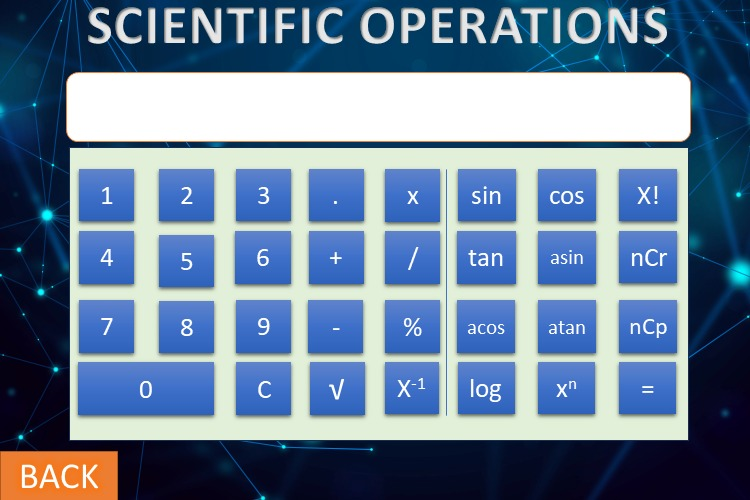 SCIENTIFIC OPERATIONS
1 2 3 . x sin cos X!
4 5 6 + / tan asin nCr
7 8 9 - % acos atan nCp
0 C √ X⁻¹ log xⁿ =
BACK